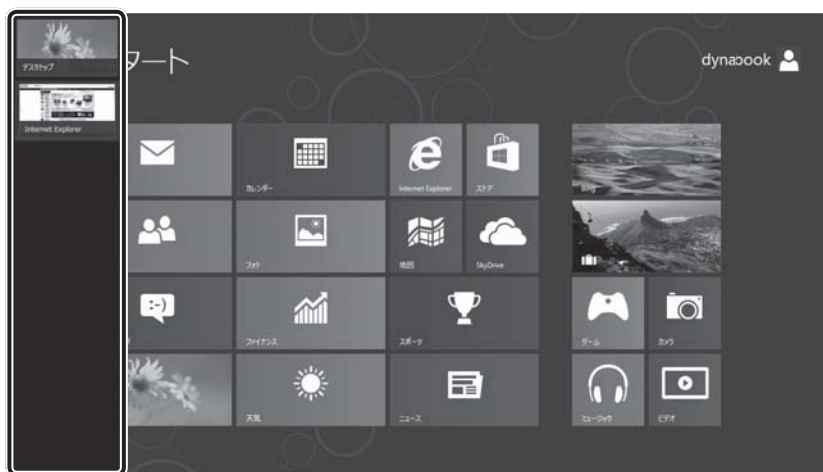 デスクトップ
Internet Explorer
タート
dynabook
カレンダー
Internet Explorer
ストア
Bing
フォト
地図
SkyDrive
ファイナンス
スポーツ
ゲーム
カメラ
天気
ニュース
ミュージック
ビデオ